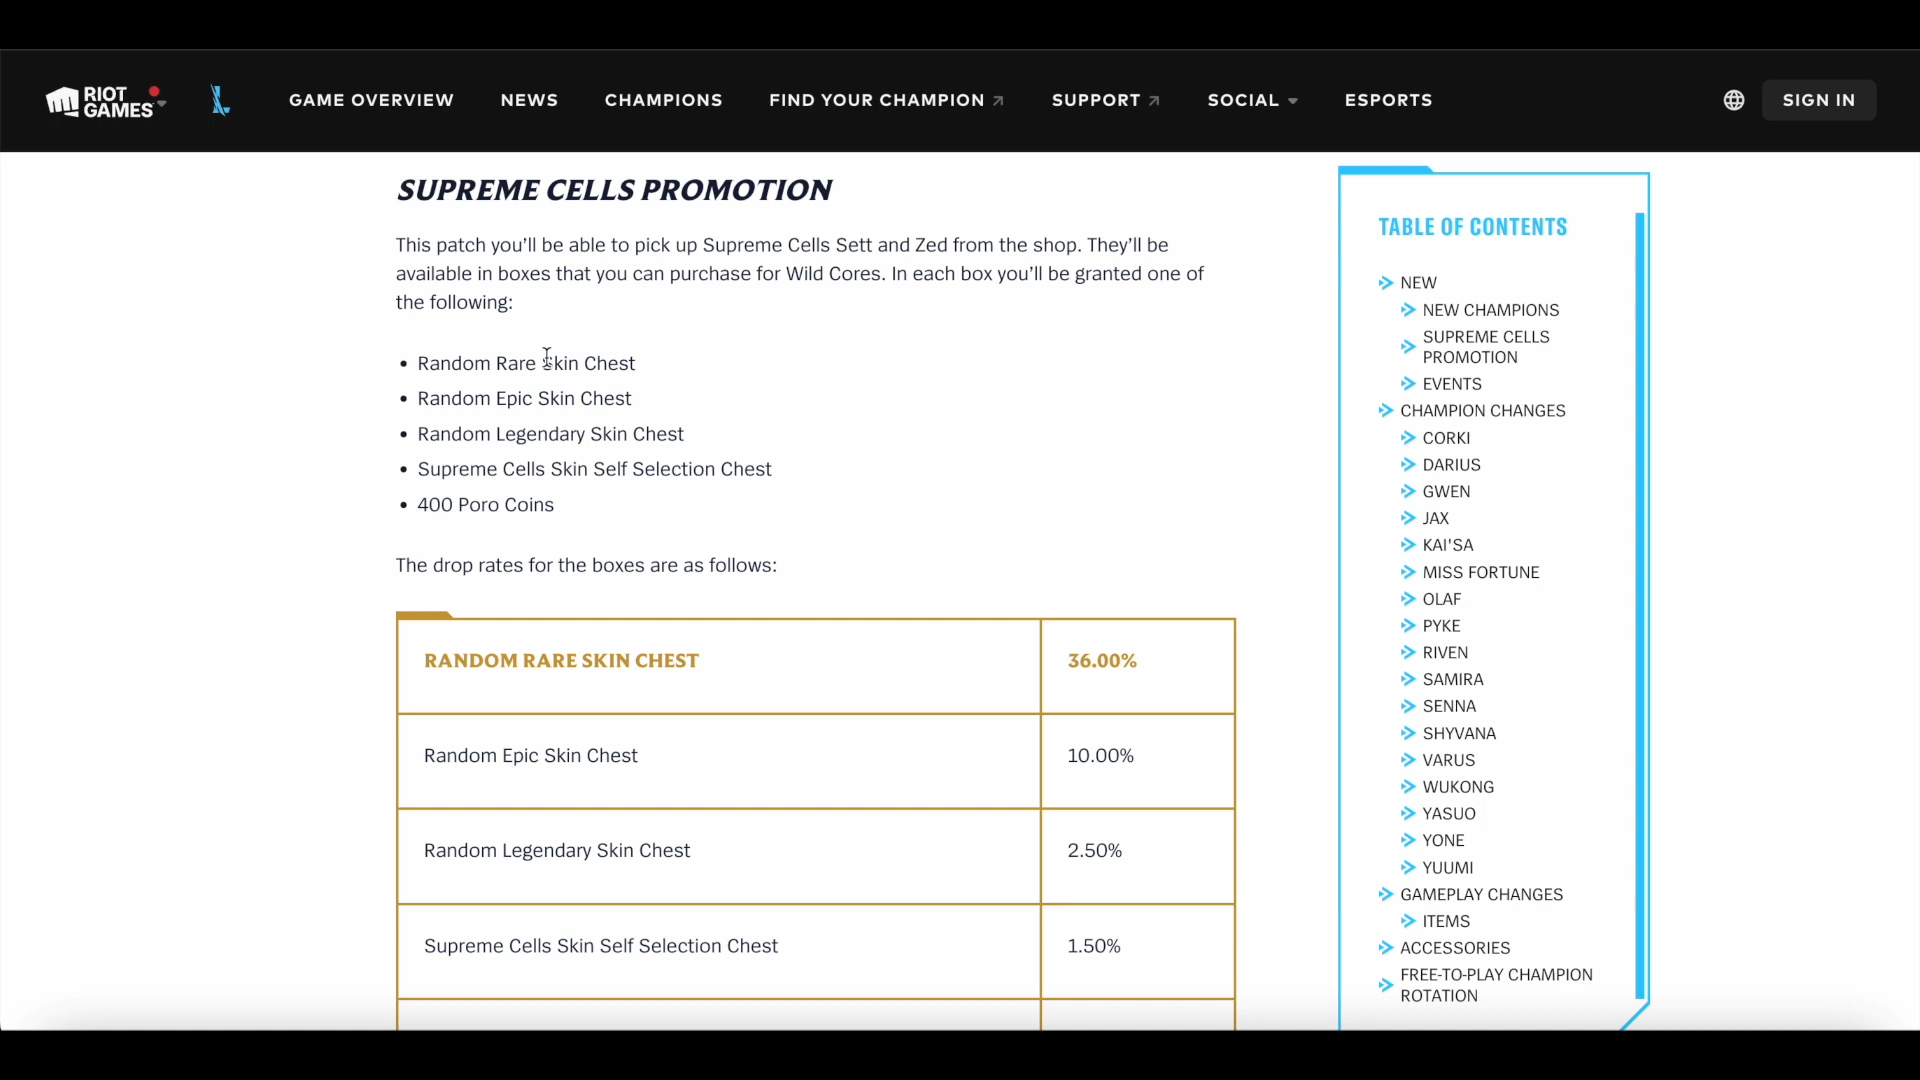 RIOT GAMES
GAME OVERVIEW NEWS CHAMPIONS FIND YOUR CHAMPION SUPPORT SOCIAL ESPORTS SIGN IN
SUPREME CELLS PROMOTION
This patch you’ll be able to pick up Supreme Cells Sett and Zed from the shop. They’ll be
available in boxes that you can purchase for Wild Cores. In each box you’ll be granted one of
the following:
• Random Rare Skin Chest
• Random Epic Skin Chest
• Random Legendary Skin Chest
• Supreme Cells Skin Self Selection Chest
• 400 Poro Coins
The drop rates for the boxes are as follows:
RANDOM RARE SKIN CHEST 36.00%
Random Epic Skin Chest 10.00%
Random Legendary Skin Chest 2.50%
Supreme Cells Skin Self Selection Chest 1.50%
TABLE OF CONTENTS
NEW
NEW CHAMPIONS
SUPREME CELLS
PROMOTION
EVENTS
CHAMPION CHANGES
CORKI
DARIUS
GWEN
JAX
KAI'SA
MISS FORTUNE
OLAF
PYKE
RIVEN
SAMIRA
SENNA
SHYVANA
VARUS
WUKONG
YASUO
YONE
YUUMI
GAMEPLAY CHANGES
ITEMS
ACCESSORIES
FREE-TO-PLAY CHAMPION
ROTATION